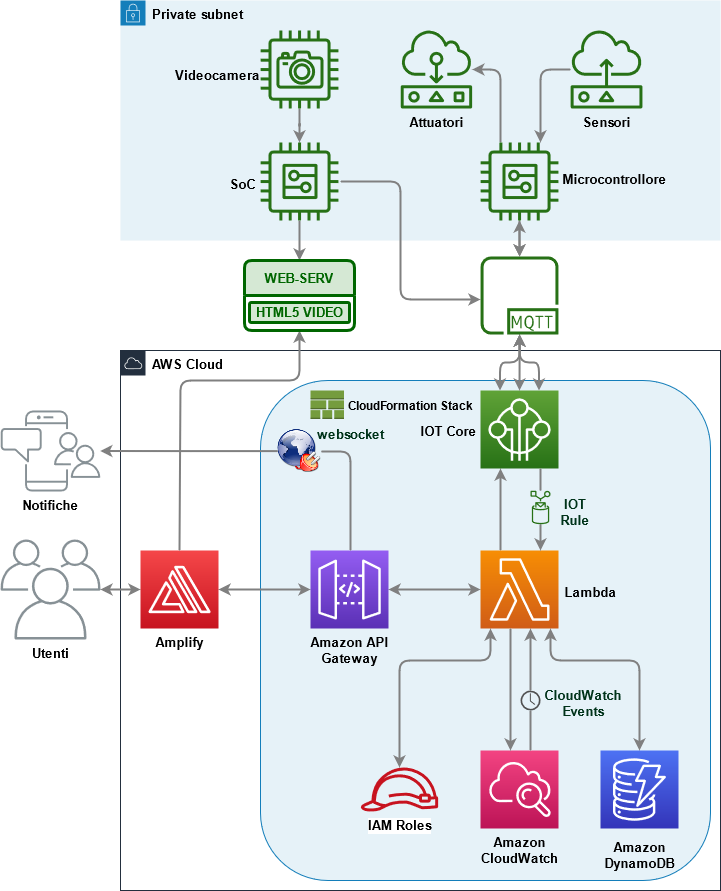 Private subnet
Videocamera
Attuatori
Sensori
SoC
Microcontrollore
WEB-SERV
HTML5 VIDEO
MQTT
AWS Cloud
CloudFormation Stack
IOT Core
websocket
Notifiche
IOT
Rule
Lambda
Utenti
Amplify
Amazon API
Gateway
CloudWatch
Events
IAM Roles
Amazon
CloudWatch
Amazon
DynamoDB